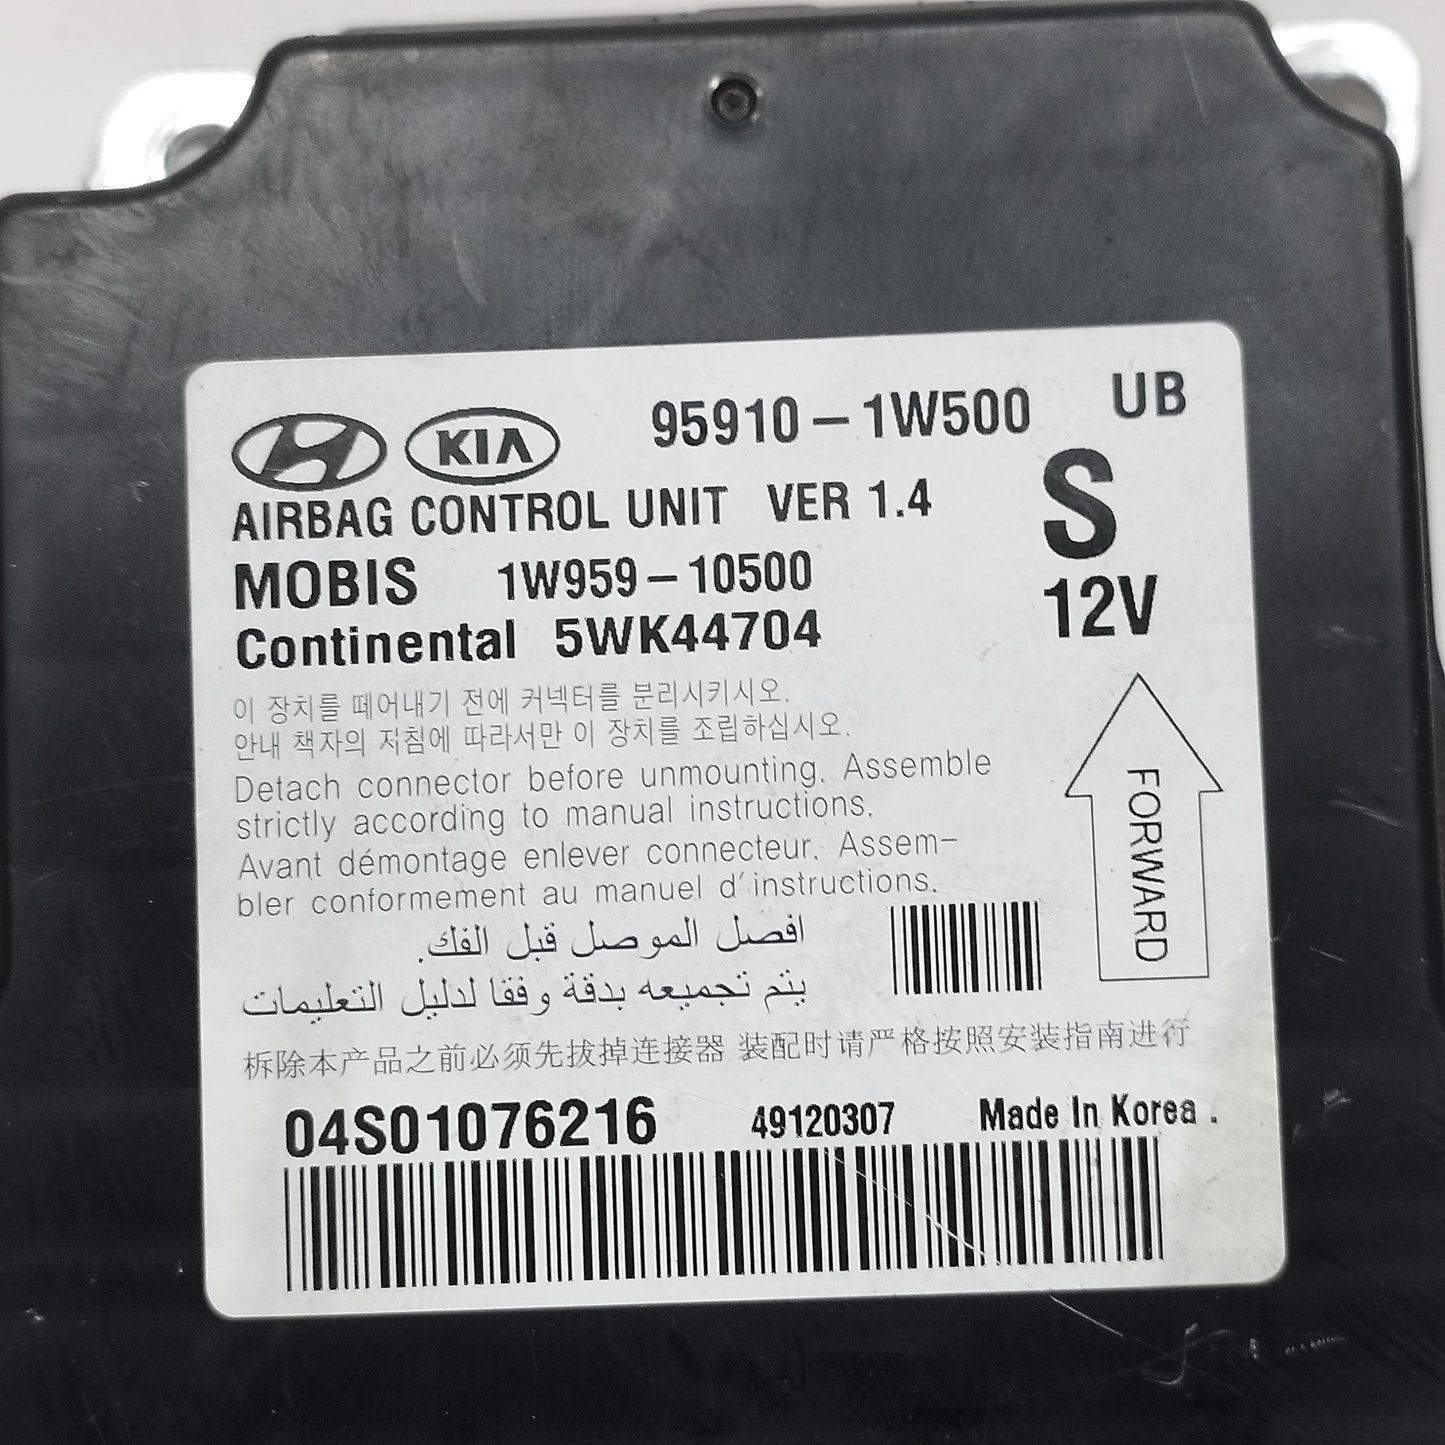 KIA 95910-1W500 UB
AIRBAG CONTROL UNIT VER 1.4 S
MOBIS 1W959-10500 12V
Continental 5WK44704
이 장치를 떼어내기 전에 커넥터를 분리시키시오.
안내 책자의 지침에 따라서만 이 장치를 조립하십시오.
Detach connector before unmounting. Assemble
strictly according to manual instructions.
Avant démontage enlever connecteur. Assem-
bler conformement au manuel d'instructions.
افصل الموصل قبل الفك.
يتم تجميعه بدقة وفقا لدليل التعليمات
FORWARD
拆除本产品之前必须先拔掉连接器 装配时请严格按照安装指南进行
04S01076216 49120307 Made In Korea .